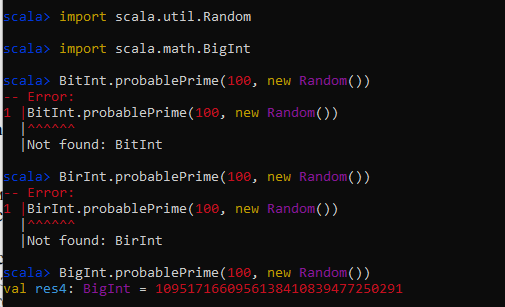 scala> import scala.util.Random
scala> import scala.math.BigInt
scala> BitInt.probablePrime(100, new Random())
-- Error:
1 |BitInt.probablePrime(100, new Random())
|^^^^^^
|Not found: BitInt
scala> BirInt.probablePrime(100, new Random())
-- Error:
1 |BirInt.probablePrime(100, new Random())
|^^^^^^
|Not found: BirInt
scala> BigInt.probablePrime(100, new Random())
val res4: BigInt = 1095171660956138410839477250291